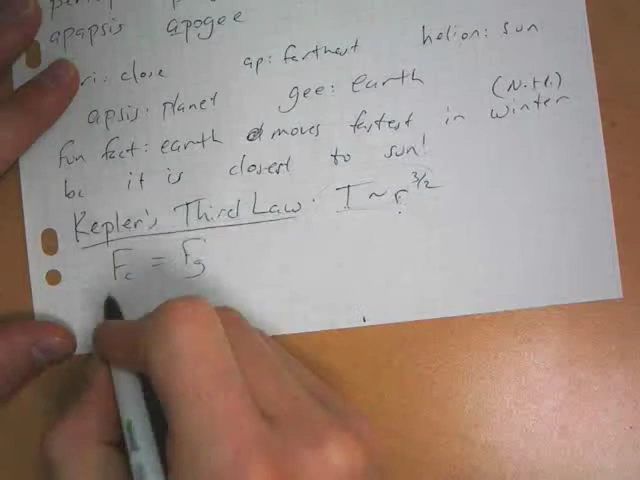 apapsis apogee
ri: close ap: farthest helion: sun
apsis: planet gee: earth
fun fact: earth moves fastest in winter (N.H.)
bc it is closest to sun!
Kepler's Third Law. T ~ r^3/2
Fc = Fg